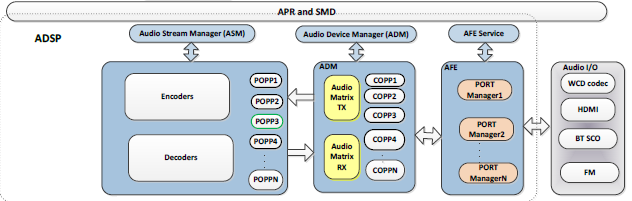 APR and SMD
ADSP
Audio Stream Manager (ASM)
Audio Device Manager (ADM)
AFE Service
ADM
AFE
Audio I/O
Encoders
Decoders
POPP1
POPP2
POPP3
POPP4
POPPN
Audio
Matrix
TX
Audio
Matrix
RX
COPP1
COPP2
COPP3
COPP4
COPPN
PORT
Manager1
PORT
Manager2
PORT
ManagerN
WCD codec
HDMI
BT SCO
FM